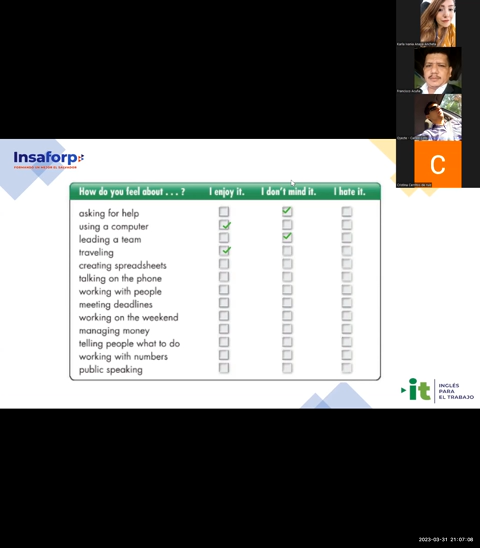 Insaforp
FORMANDO UN MEJOR EL SALVADOR
How do you feel about . . . ? I enjoy it. I don't mind it. I hate it.
asking for help
using a computer
leading a team
traveling
creating spreadsheets
talking on the phone
working with people
meeting deadlines
working on the weekend
managing money
telling people what to do
working with numbers
public speaking
it INGLÉS
PARA
EL TRABAJO
Francisco Acuña
C
2023-03-31 21:07:08